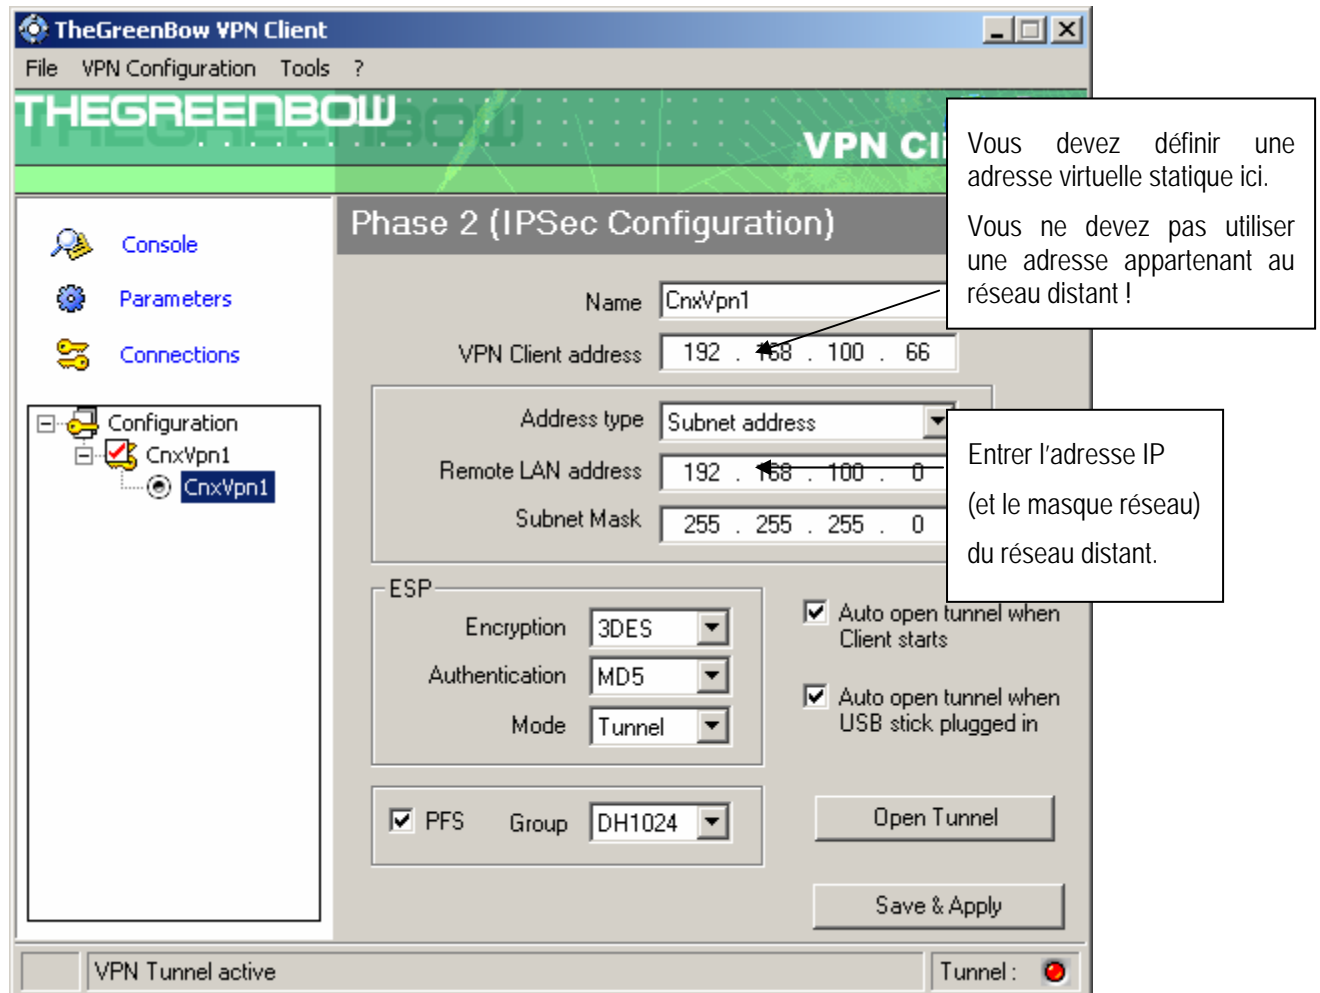 TheGreenBow VPN Client
File VPN Configuration Tools ?
THEGREENBOW
VPN Cli
Vous devez définir une
adresse virtuelle statique ici.
Vous ne devez pas utiliser
une adresse appartenant au
réseau distant !
Console
Parameters
Connections
Configuration
CnxVpn1
CnxVpn1
Phase 2 (IPSec Configuration)
Name CnxVpn1
VPN Client address 192 . 168 . 100 . 66
Address type Subnet address
Remote LAN address 192 . 168 . 100 . 0
Subnet Mask 255 . 255 . 255 . 0
Entrer l'adresse IP
(et le masque réseau)
du réseau distant.
ESP
Encryption 3DES
Authentication MD5
Mode Tunnel
Auto open tunnel when
Client starts
Auto open tunnel when
USB stick plugged in
PFS Group DH1024
Open Tunnel
Save & Apply
VPN Tunnel active
Tunnel :